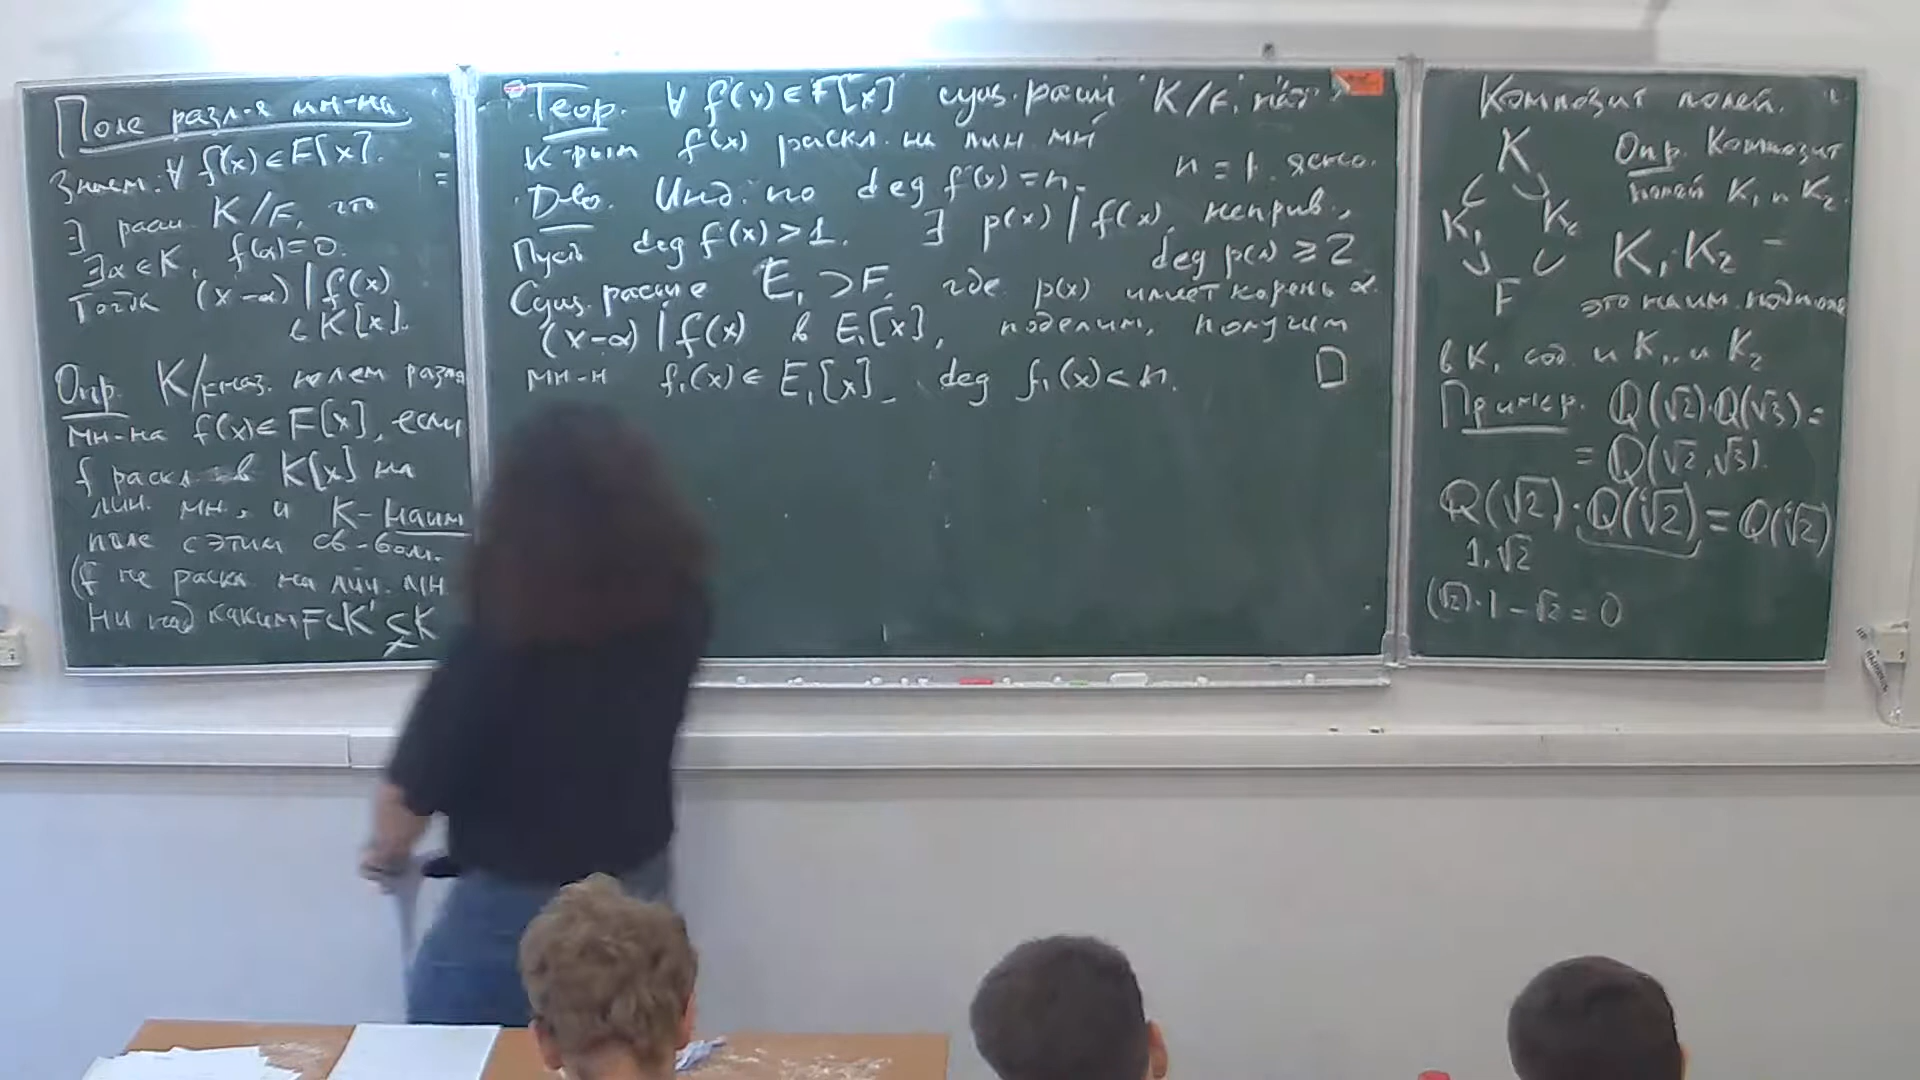 Поле разл-я мн-на.
Знаем. ∀ f(x) ∈ F[x].
∃ расш. K/F, что
∃α ∈ K, f(α)=0.
Тогда (x-α) | f(x)
в K[x].
Опр. K/F наз. полем разл
мн-на f(x) ∈ F[x], если
f раскл. в K[x] на
лин. мн., и K - наим
поле с этим св-вом.
(f не раскл на лин. мн
ни над каким F<K'⊊K
Теор. ∀ f(x) ∈ F[x] сущ. расш K/F, над
к-рым f(x) раскл. на лин. мн
Д-во. Инд. по deg f(x) = n. n = 1. ясно.
Пусть deg f(x) > 1. ∃ p(x) | f(x), неприв.,
deg p(x) ≥ 2
Сущ. расш-е E₁ > F, где p(x) имеет корень α.
(x-α) | f(x) в E₁[x], поделим, получим
мн-н f₁(x) ∈ E₁[x], deg f₁(x) < n. □
Композит полей.
K
K₁ K₂
F
Опр. Композит
полей K₁ и K₂.
K₁K₂ -
это наим. подполе
в K, сод. и K₁, и K₂
Пример. Q(√2)·Q(√3) =
= Q(√2, √3).
Q(√2)·Q(i√2) = Q(i√2)
1, √2
(√2)·1 - √2 = 0